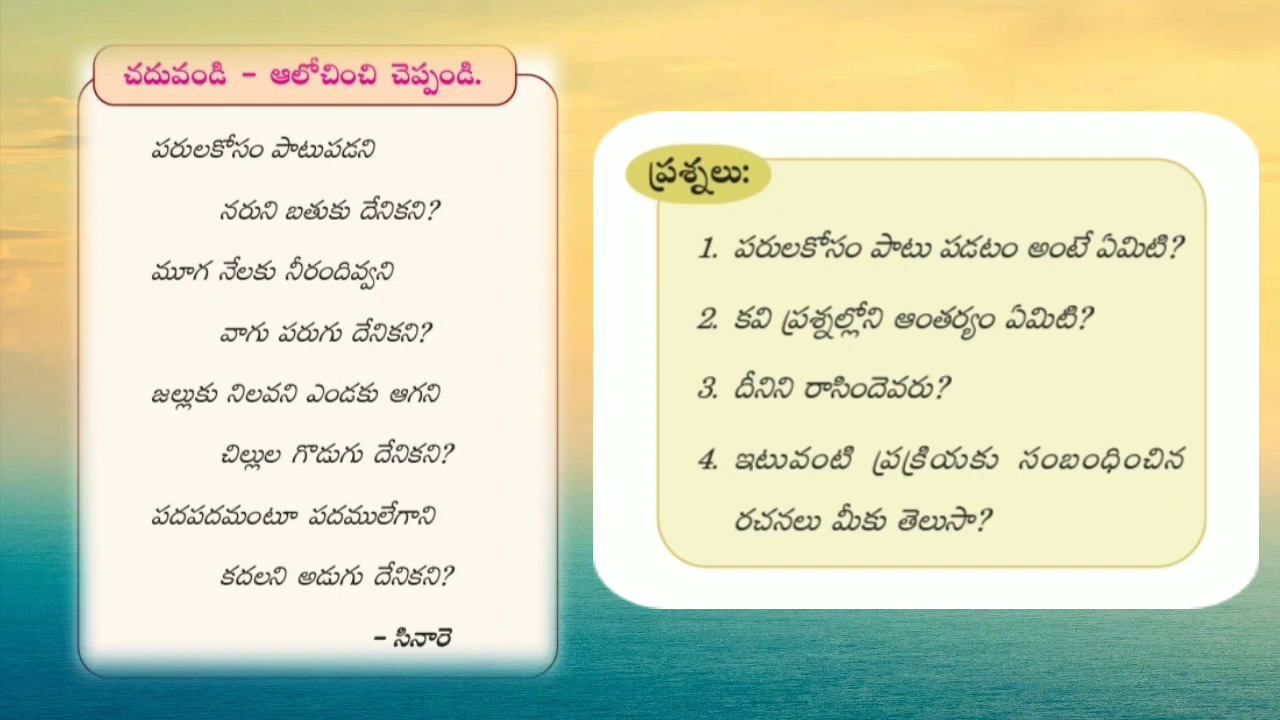 చదువండి - ఆలోచించి చెప్పండి.
పరులకోసం పాటుపడని
నరుని బతుకు దేనికని?
మూగ నేలకు నీరందివ్వని
వాగు పరుగు దేనికని?
జల్లుకు నిలవని ఎండకు ఆగని
చిల్లుల గొడుగు దేనికని?
పదపదమంటూ పదములేగాని
కదలని అడుగు దేనికని?
- సినారె
ప్రశ్నలు:
1. పరులకోసం పాటు పడటం అంటే ఏమిటి?
2. కవి ప్రశ్నల్లోని ఆంతర్యం ఏమిటి?
3. దీనిని రాసిందెవరు?
4. ఇటువంటి ప్రక్రియకు సంబంధించిన
రచనలు మీకు తెలుసా?